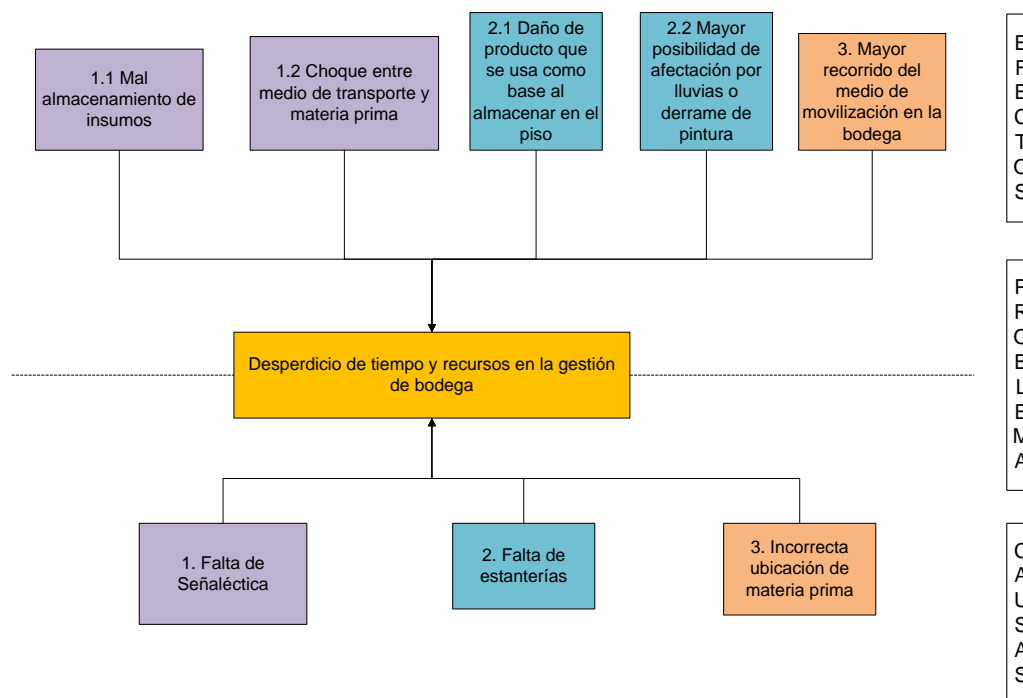 1.1 Mal
almacenamiento de
insumos
1.2 Choque entre
medio de transporte y
materia prima
2.1 Daño de
producto que
se usa como
base al
almacenar en el
piso
2.2 Mayor
posibilidad de
afectación por
lluvias o
derrame de
pintura
3. Mayor
recorrido del
medio de
movilización en la
bodega
E
F
E
C
T
O
S
Desperdicio de tiempo y recursos en la gestión
de bodega
P
R
O
B
L
E
M
A
1. Falta de
Señaléctica
2. Falta de
estanterías
3. Incorrecta
ubicación de
materia prima
C
A
U
S
A
S